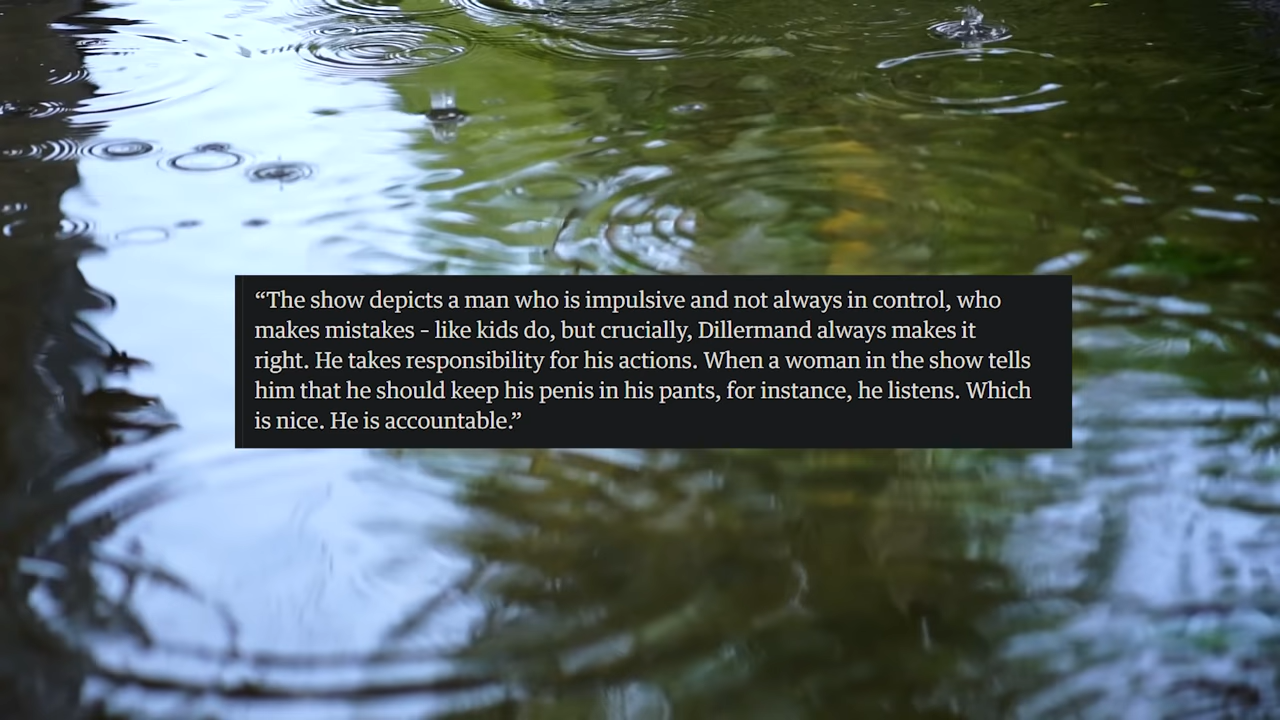 “The show depicts a man who is impulsive and not always in control, who
makes mistakes – like kids do, but crucially, Dillermand always makes it
right. He takes responsibility for his actions. When a woman in the show tells
him that he should keep his penis in his pants, for instance, he listens. Which
is nice. He is accountable.”